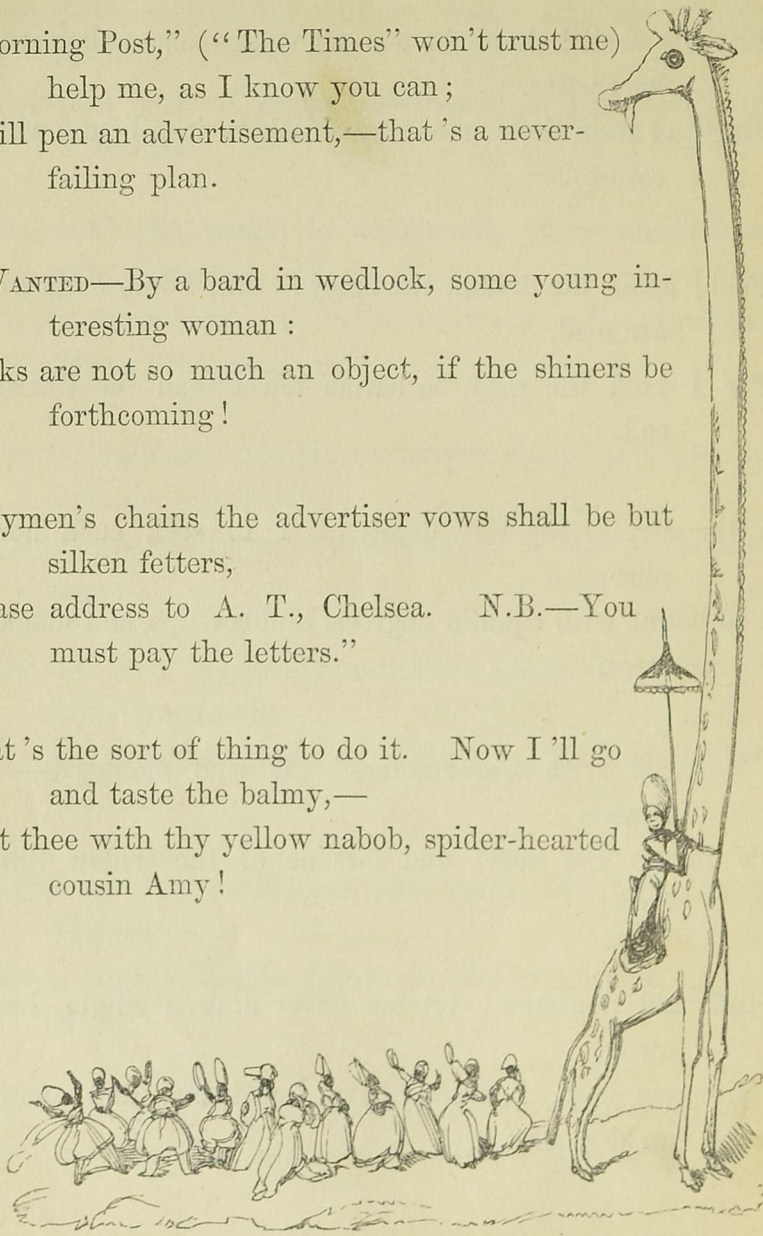 orning Post,” (“ The Times” won't trust me)
help me, as I know you can ;
ill pen an advertisement,—that 's a never-
failing plan.
ANTED—By a bard in wedlock, some young in-
teresting woman :
ks are not so much an object, if the shiners be
forthcoming !
ymen's chains the advertiser vows shall be but
silken fetters,
ase address to A. T., Chelsea. N.B.—You
must pay the letters.”
t 's the sort of thing to do it. Now I 'll go
and taste the balmy,—
t thee with thy yellow nabob, spider-hearted
cousin Amy !